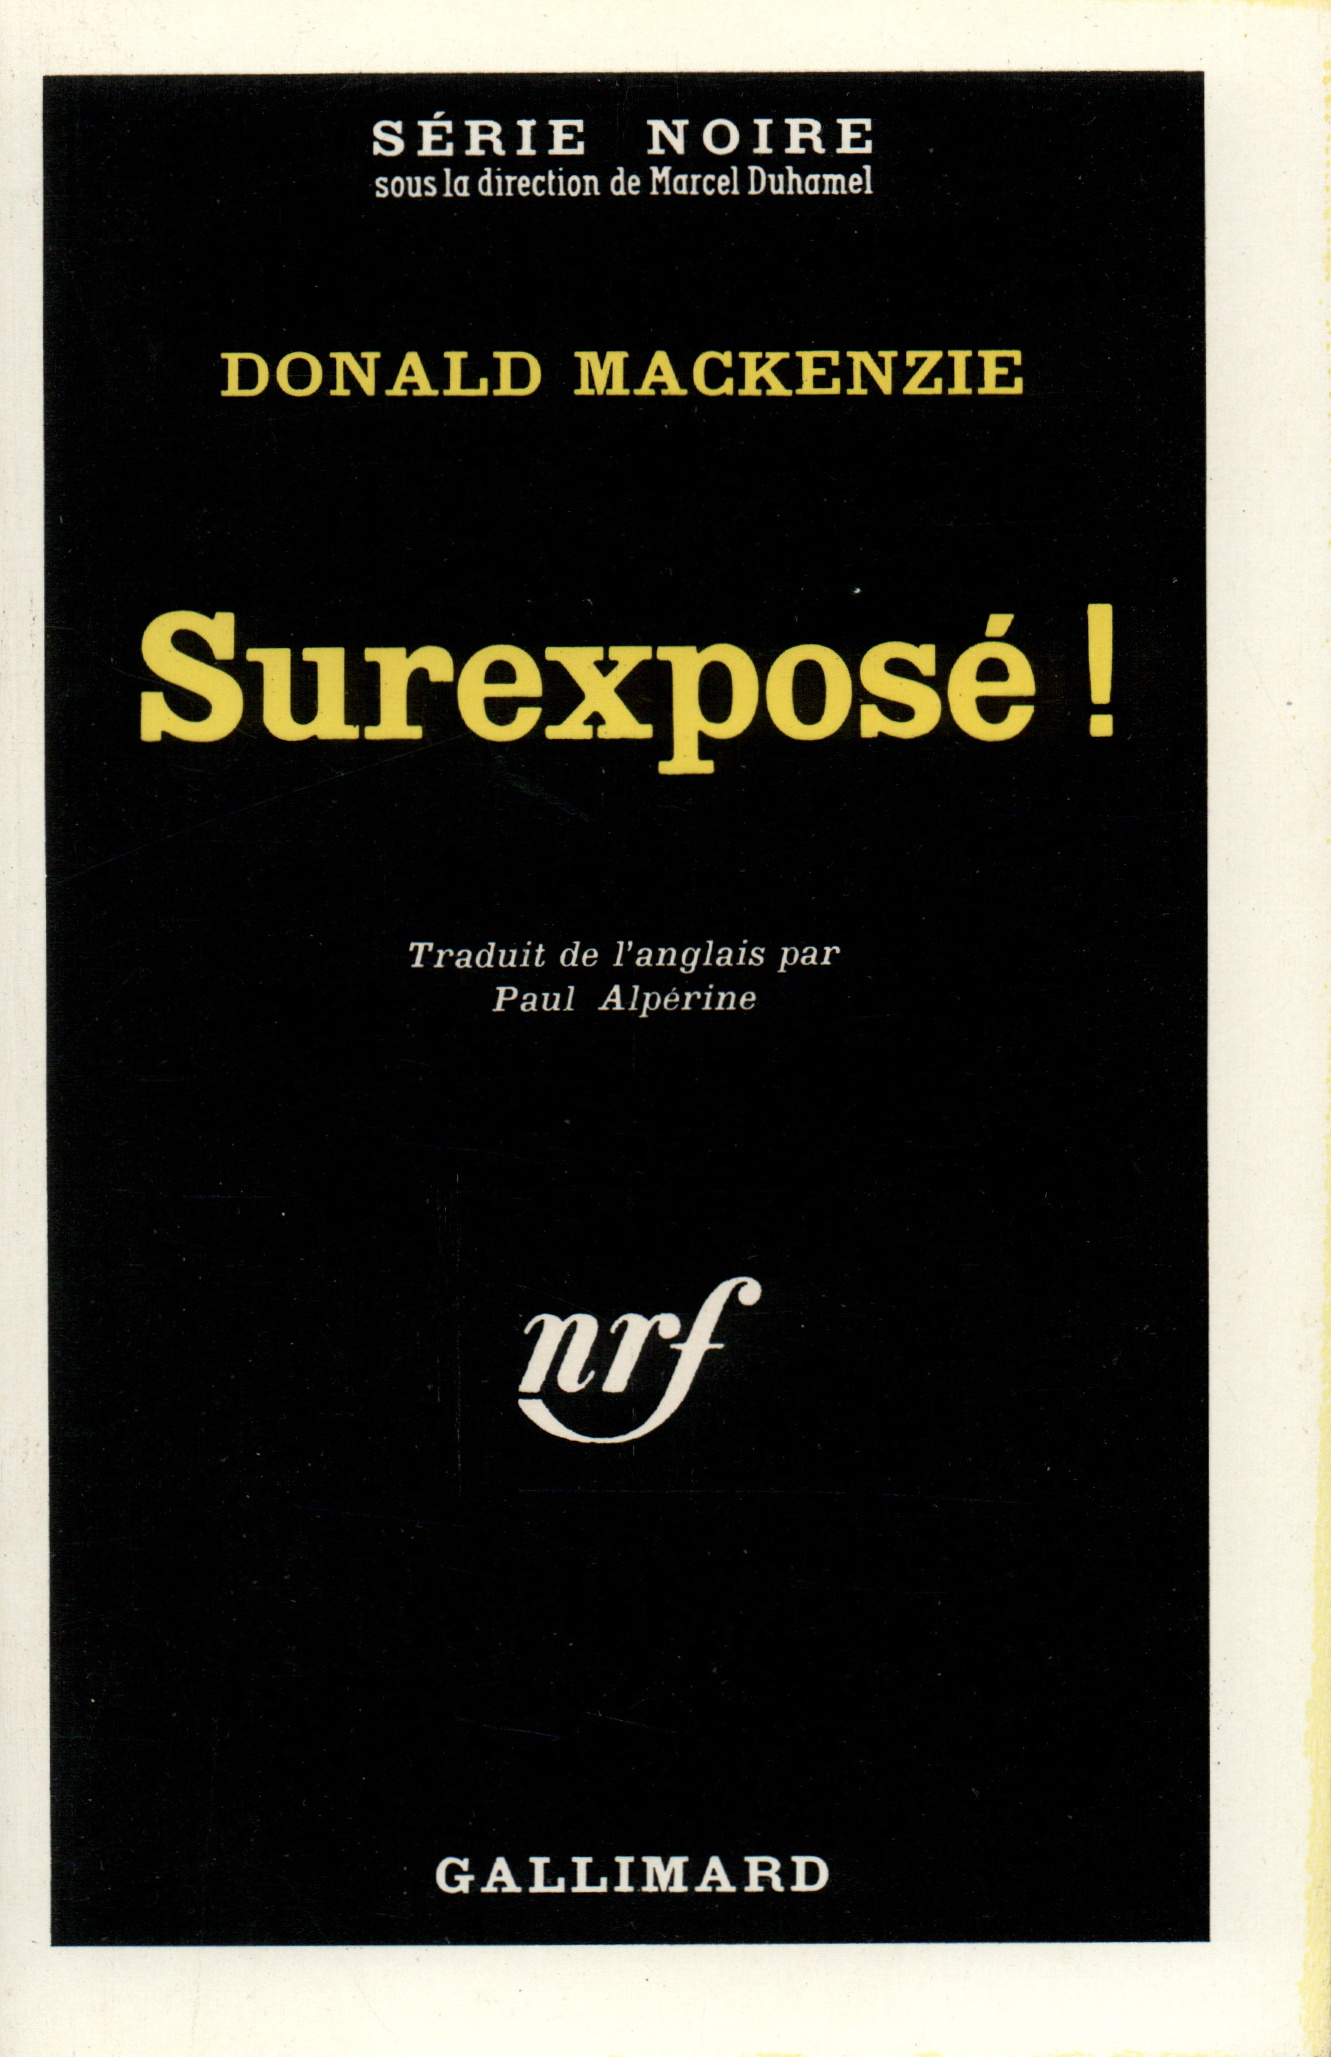 SÉRIE NOIRE
sous la direction de Marcel Duhamel
DONALD MACKENZIE
Surexposé !
Traduit de l'anglais par
Paul Alpérine
nrf
GALLIMARD